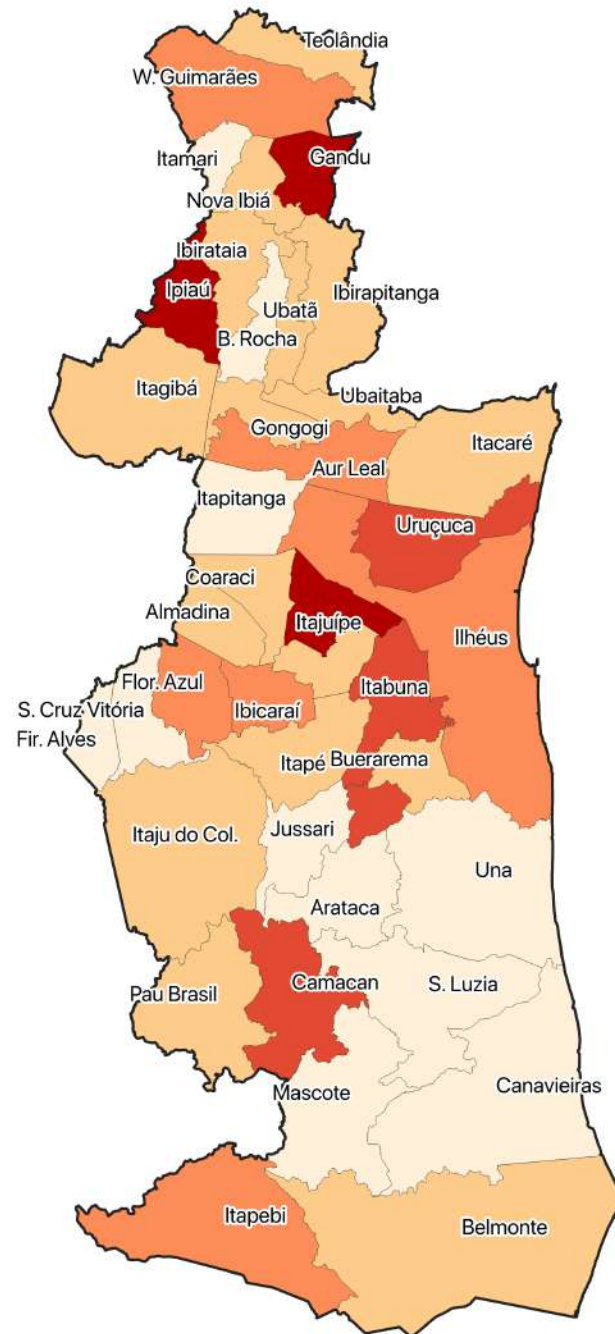 Teolândia
W. Guimarães
Itamari
Gandu
Nova Ibiá
Ibirataia
Ipiaú
Ibirapitanga
Ubatã
B. Rocha
Itagibá
Ubaitaba
Gongogi
Itacaré
Aur Leal
Itapitanga
Uruçuca
Coaraci
Almadina
Itajuípe
Ilhéus
Flor. Azul
Itabuna
S. Cruz Vitória
Ibicaraí
Fir. Alves
Itapé
Buerarema
Itaju do Col.
Jussari
Una
Arataca
Camacan
S. Luzia
Pau Brasil
Mascote
Canavieiras
Itapebi
Belmonte